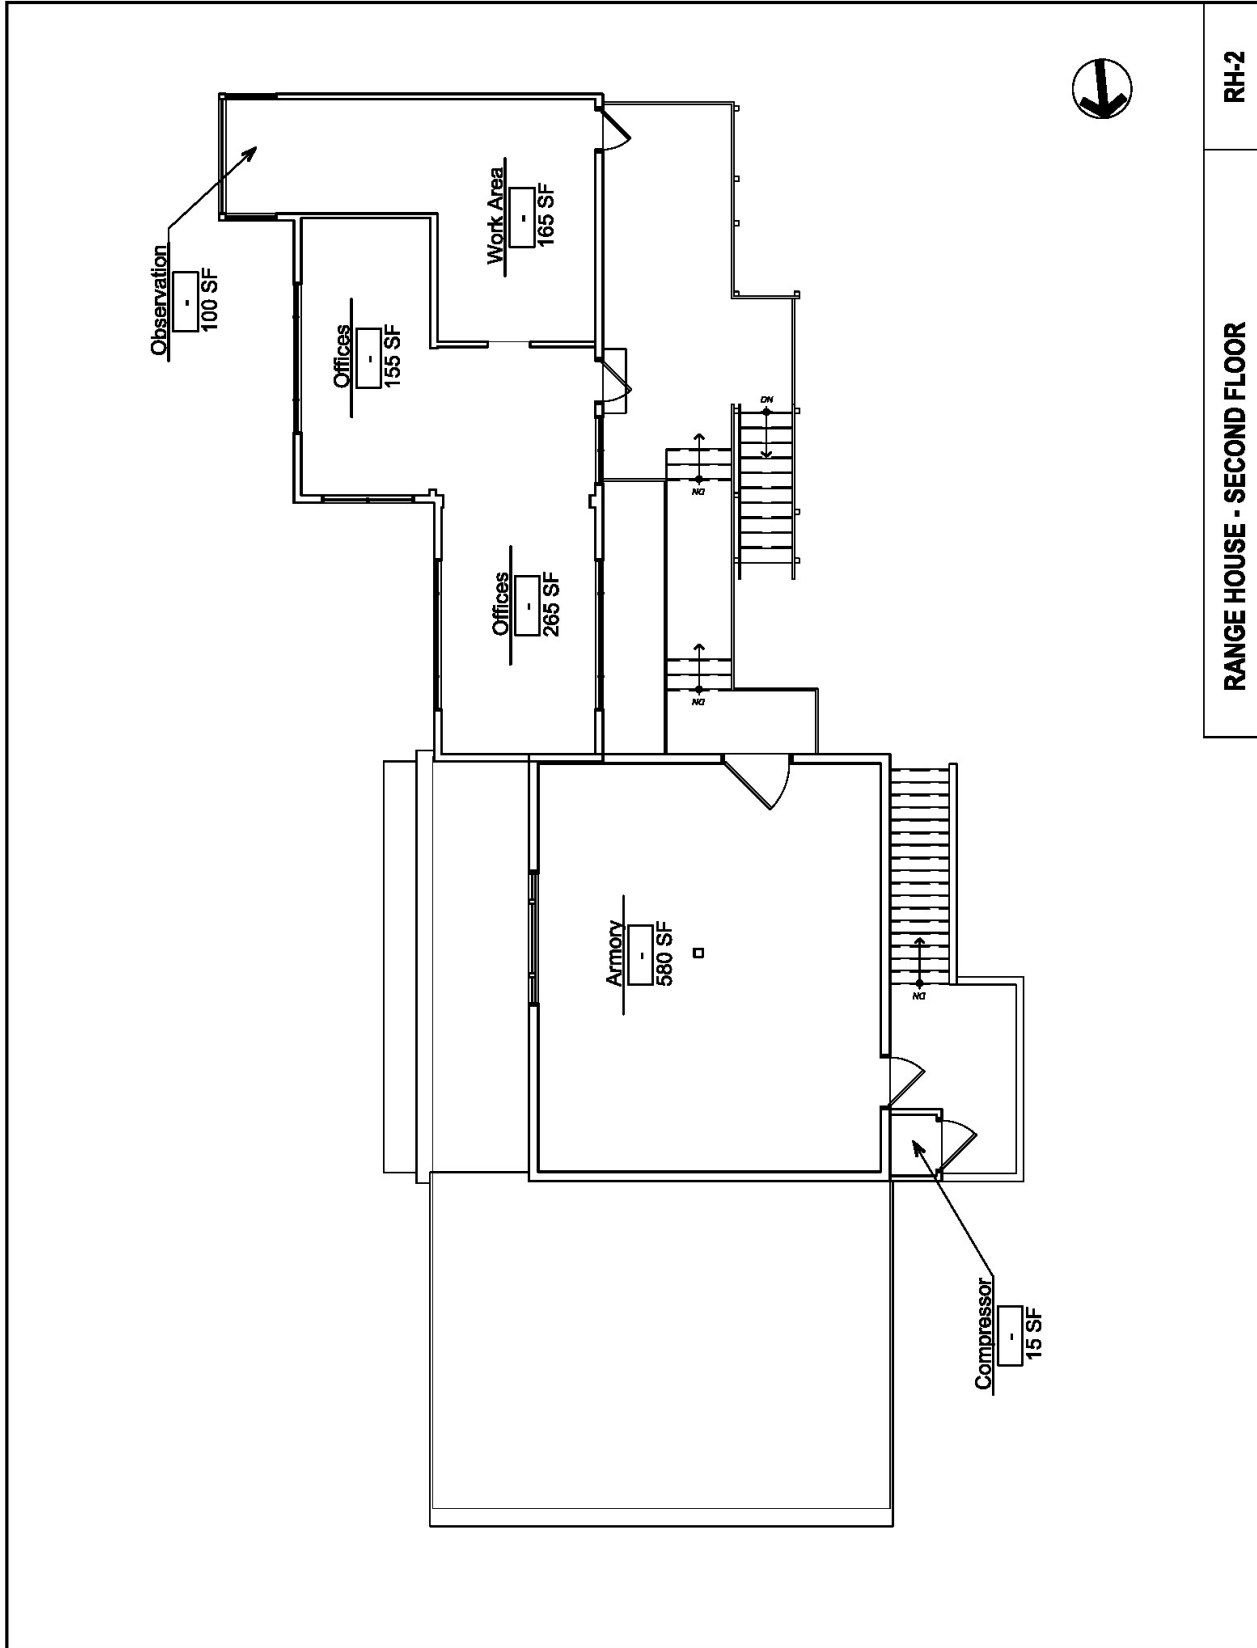 Observation
-
100 SF
Work Area
-
165 SF
Offices
-
155 SF
Offices
-
265 SF
DN
DN
DN
Armory
-
580 SF
DN
Compressor
-
15 SF
RANGE HOUSE - SECOND FLOOR
RH-2